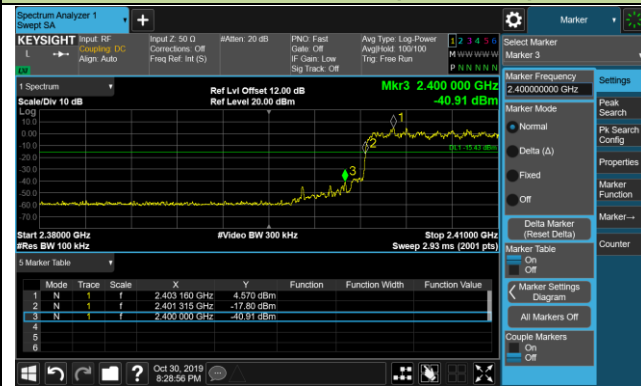 Spectrum Analyzer 1
Swept SA
+
Marker
KEYSIGHT
L
Input: RF
Coupling: DC
Align: Auto
Input Z: 50 Ω
Corrections: Off
Freq Ref: Int (S)
#Atten: 20 dB
PNO: Fast
Gate: Off
IF Gain: Low
Sig Track: Off
Avg Type: Log-Power
Avg|Hold: 100/100
Trig: Free Run
1 2 3 4 5 6
M W W W W W
P N N N N N
Select Marker
Marker 3
1 Spectrum
Scale/Div 10 dB
Log
Ref Lvl Offset 12.00 dB
Ref Level 20.00 dBm
Mkr3 2.400 000 GHz
-40.91 dBm
10.0
0.00
-10.0
-20.0
-30.0
-40.0
-50.0
-60.0
-70.0
1
2
3
DL1 -15.43 dBm
Start 2.38000 GHz
#Res BW 100 kHz
#Video BW 300 kHz
Stop 2.41000 GHz
Sweep 2.93 ms (2001 pts)
5 Marker Table
Mode Trace Scale X Y Function Function Width Function Value
1 N 1 f 2.403 160 GHz 4.570 dBm
2 N 1 f 2.401 315 GHz -17.80 dBm
3 N 1 f 2.400 000 GHz -40.91 dBm
4
5
6
Marker Frequency
2.400000000 GHz
Marker Mode
Normal
Delta (Δ)
Fixed
Off
Delta Marker
(Reset Delta)
Marker Table
On
Off
Marker Settings
Diagram
All Markers Off
Couple Markers
On
Off
Settings
Peak
Search
Pk Search
Config
Properties
Marker
Function
Marker→
Counter
?
Oct 30, 2019
8:28:56 PM